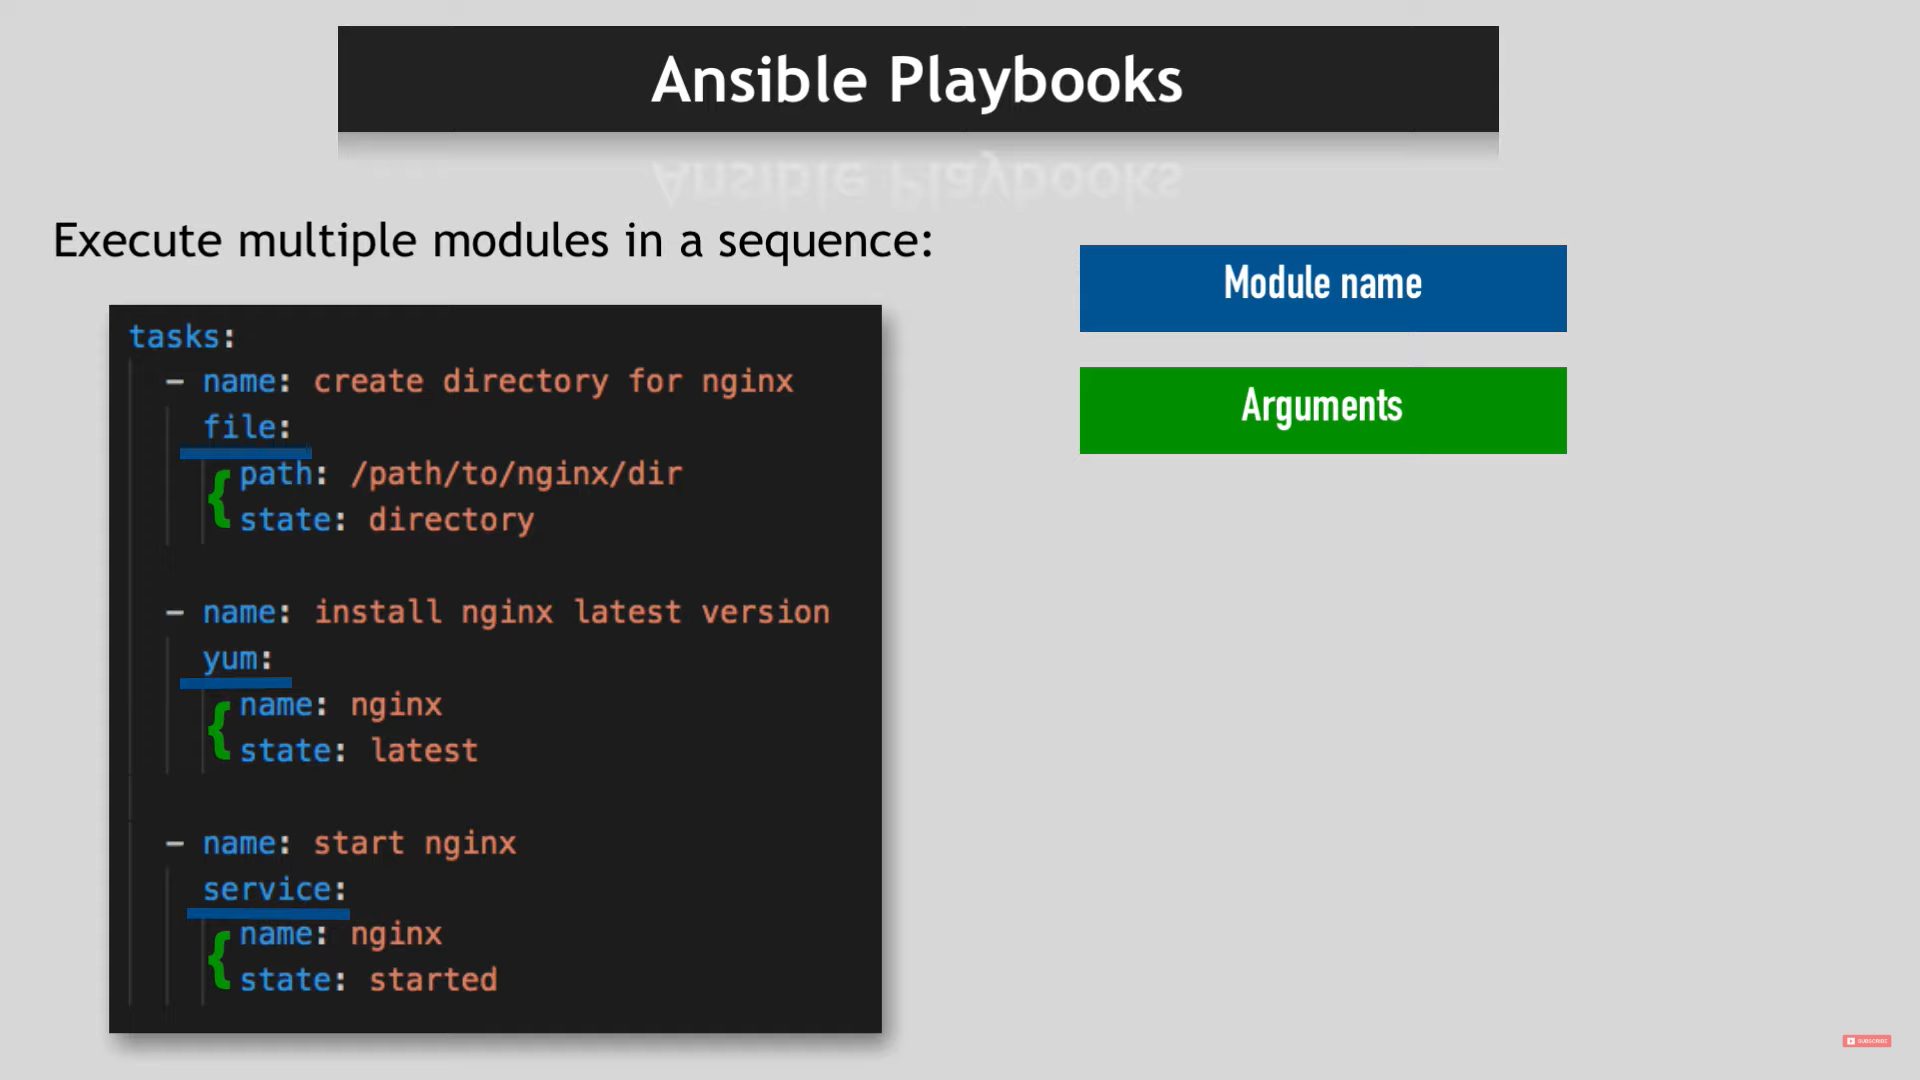 Ansible Playbooks
Execute multiple modules in a sequence:
Module name
Arguments
tasks:
- name: create directory for nginx
file:
path: /path/to/nginx/dir
state: directory
- name: install nginx latest version
yum:
name: nginx
state: latest
- name: start nginx
service:
name: nginx
state: started
SUBSCRIBE